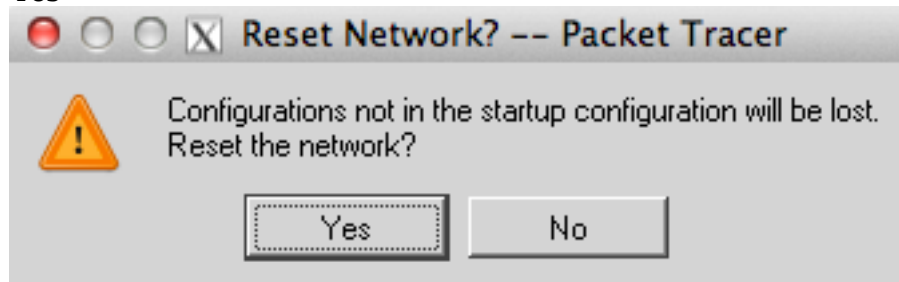 X Reset Network? -- Packet Tracer
Configurations not in the startup configuration will be lost.
Reset the network?
Yes No